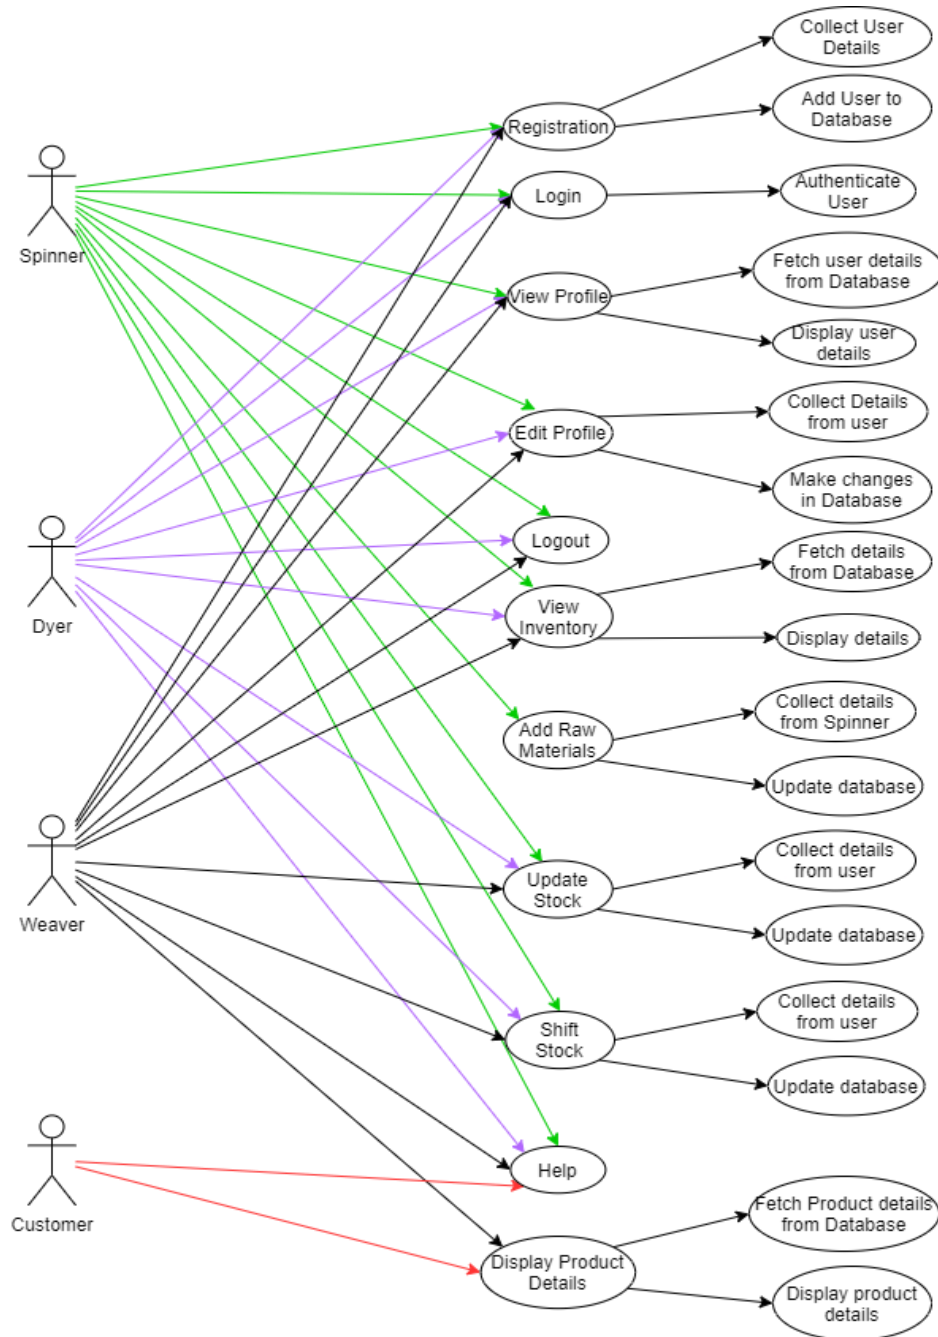 Collect User
Details
Add User to
Database
Registration
Authenticate
User
Login
Spinner
Fetch user details
from Database
View Profile
Display user
details
Collect Details
from user
Edit Profile
Make changes
in Database
Logout
Fetch details
from Database
View
Inventory
Display details
Dyer
Collect details
from Spinner
Add Raw
Materials
Update database
Collect details
from user
Update
Stock
Weaver
Update database
Collect details
from user
Shift
Stock
Update database
Help
Customer
Fetch Product details
from Database
Display Product
Details
Display product
details